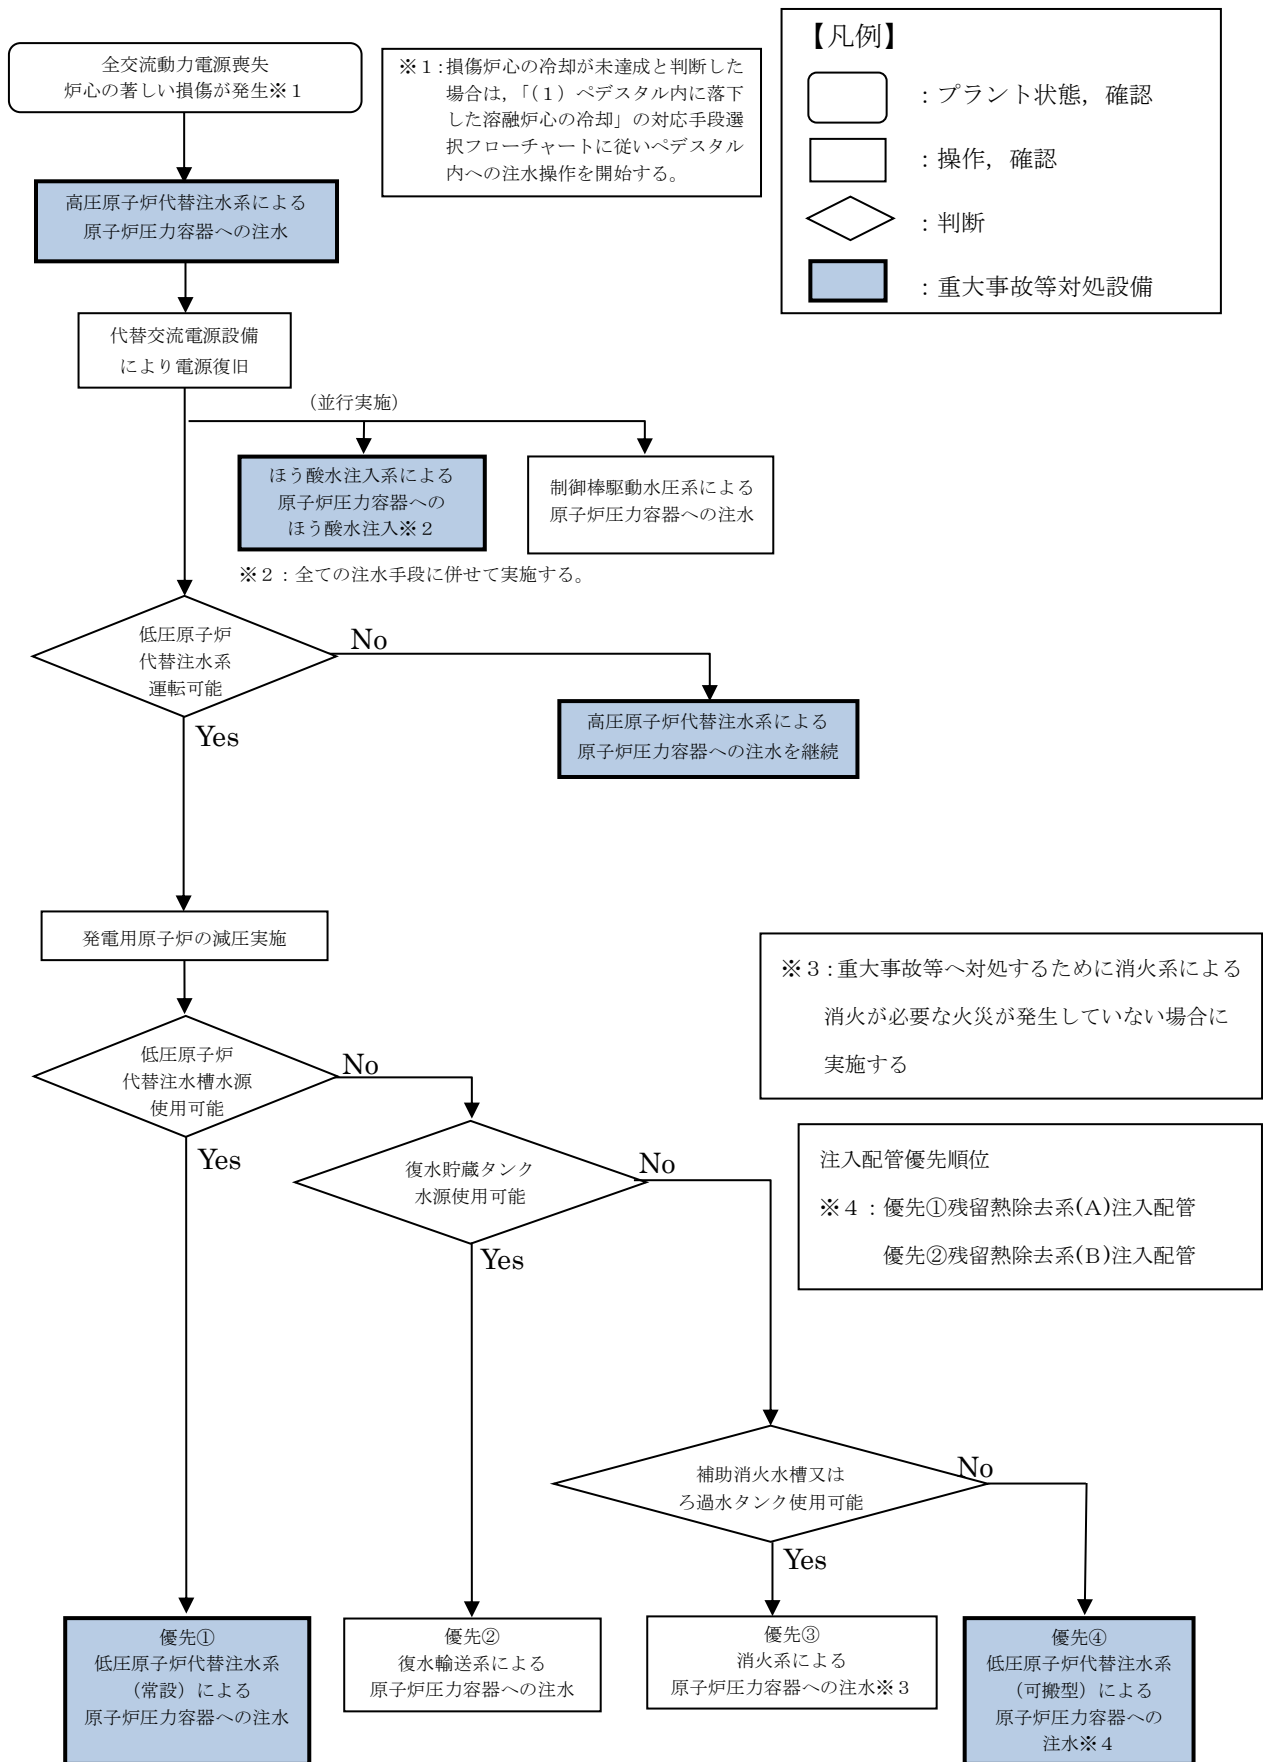 全交流動力電源喪失
炉心の著しい損傷が発生※1
※1:損傷炉心の冷却が未達成と判断した
場合は,「(1)ペデスタル内に落下
した溶融炉心の冷却」の対応手段選
択フローチャートに従いペデスタル
内への注水操作を開始する。
【凡例】
:プラント状態,確認
:操作,確認
:判断
:重大事故等対処設備
高圧原子炉代替注水系による
原子炉圧力容器への注水
代替交流電源設備
により電源復旧
(並行実施)
ほう酸水注入系による
原子炉圧力容器への
ほう酸水注入※2
制御棒駆動水圧系による
原子炉圧力容器への注水
※2:全ての注水手段に併せて実施する。
低圧原子炉
代替注水系
運転可能
No
Yes
高圧原子炉代替注水系による
原子炉圧力容器への注水を継続
発電用原子炉の減圧実施
※3:重大事故等へ対処するために消火系による
消火が必要な火災が発生していない場合に
実施する
低圧原子炉
代替注水槽水源
使用可能
No
Yes
復水貯蔵タンク
水源使用可能
No
Yes
注入配管優先順位
※4:優先①残留熱除去系(A)注入配管
優先②残留熱除去系(B)注入配管
補助消火水槽又は
ろ過水タンク使用可能
No
Yes
優先①
低圧原子炉代替注水系
(常設)による
原子炉圧力容器への注水
優先②
復水輸送系による
原子炉圧力容器への注水
優先③
消火系による
原子炉圧力容器への注水※3
優先④
低圧原子炉代替注水系
(可搬型)による
原子炉圧力容器への
注水※4